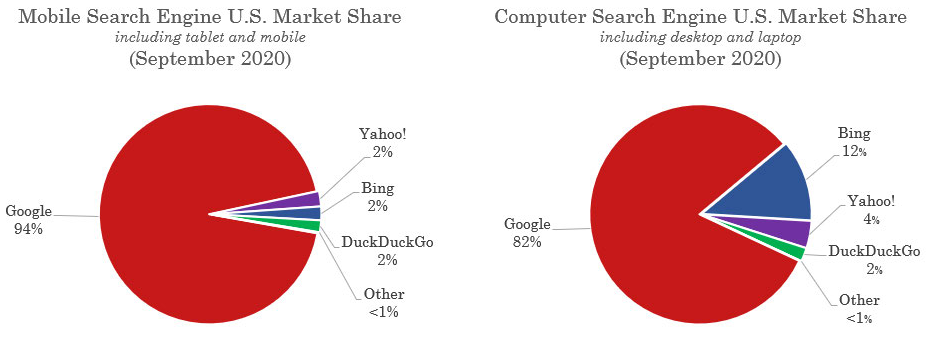 Mobile Search Engine U.S. Market Share
including tablet and mobile
(September 2020)
Yaho!
2%
Bing
2%
Google
94%
DuckDuckGo
2%
Other
<1%
Computer Search Engine U.S. Market Share
including desktop and laptop
(September 2020)
Bing
12%
Yahoo!
4%
Google
82%
DuckDuckGo
2%
Other
<1%